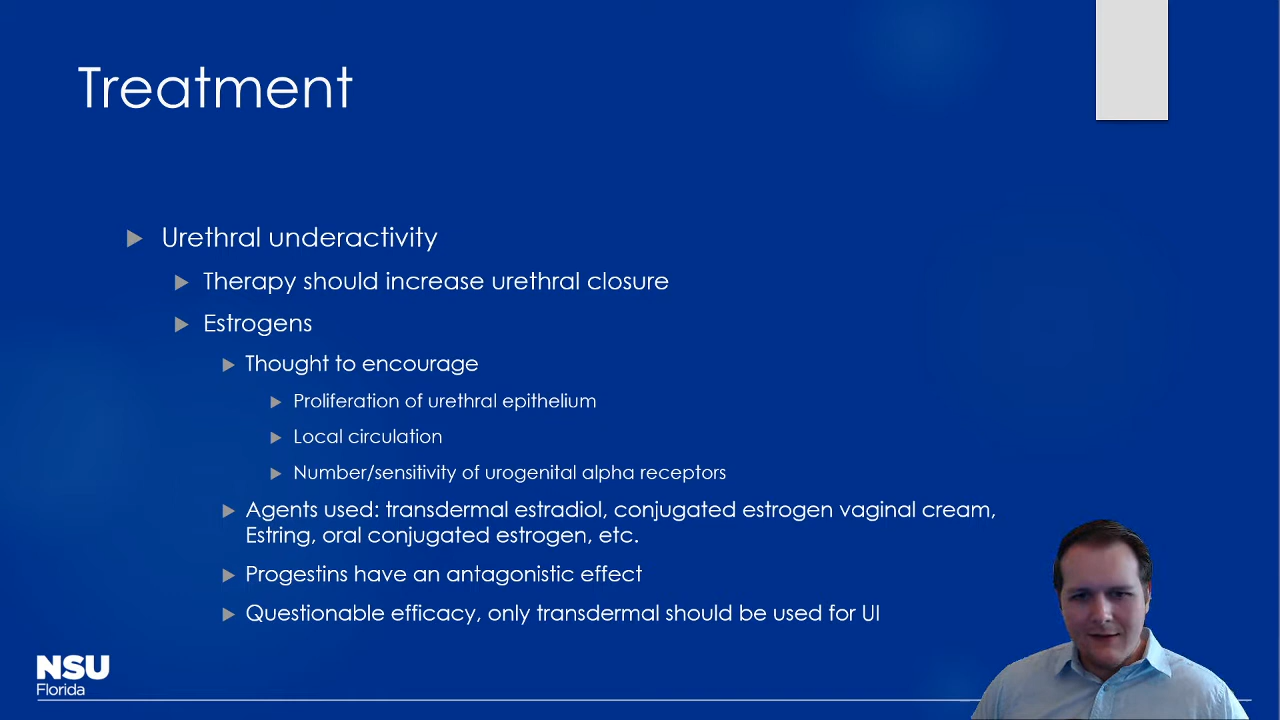 Treatment
Urethral underactivity
Therapy should increase urethral closure
Estrogens
Thought to encourage
Proliferation of urethral epithelium
Local circulation
Number/sensitivity of urogenital alpha receptors
Agents used: transdermal estradiol, conjugated estrogen vaginal cream,
Estring, oral conjugated estrogen, etc.
Progestins have an antagonistic effect
Questionable efficacy, only transdermal should be used for UI
NSU
Florida